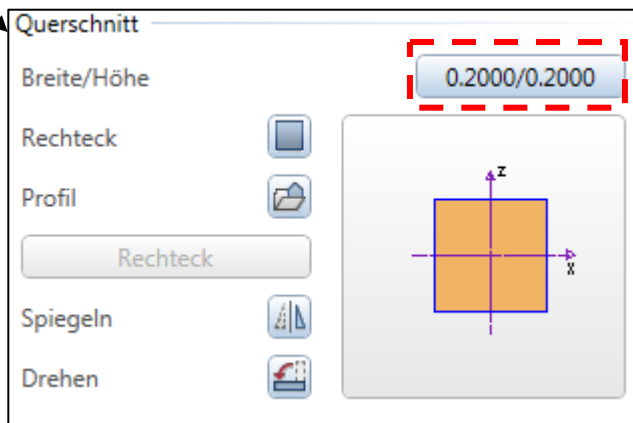 Querschnitt
Breite/Höhe 0.2000/0.2000
Rechteck
Profil
Rechteck
Spiegeln
Drehen
z
x